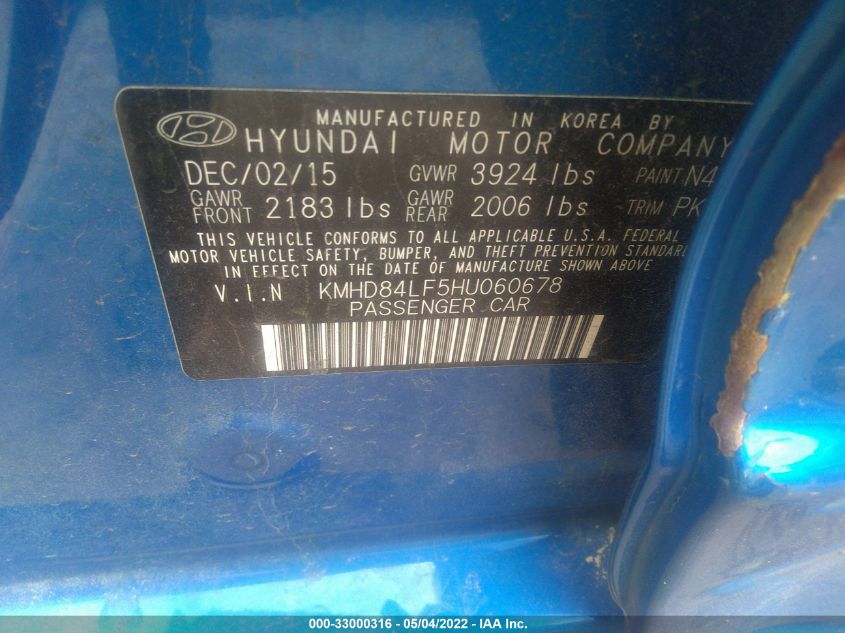 MANUFACTURED IN KOREA BY
HYUNDAI MOTOR COMPANY
DEC/02/15 GVWR 3924 lbs PAINT N4
GAWR FRONT 2183 lbs GAWR REAR 2006 lbs TRIM PK
THIS VEHICLE CONFORMS TO ALL APPLICABLE U.S.A. FEDERAL
MOTOR VEHICLE SAFETY, BUMPER, AND THEFT PREVENTION STANDARD
IN EFFECT ON THE DATE OF MANUFACTURE SHOWN ABOVE
V.I.N KMHD84LF5HU060678
PASSENGER CAR
000-33000316 - 05/04/2022 - IAA Inc.